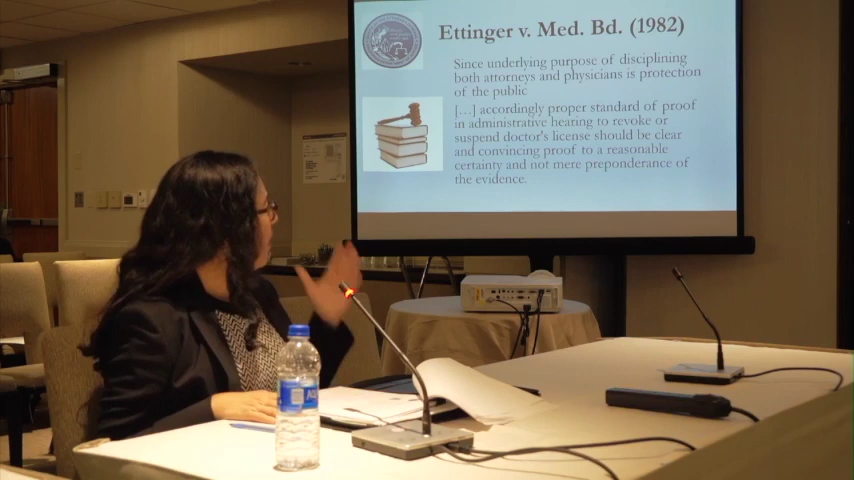 Ettinger v. Med. Bd. (1982)
Since underlying purpose of disciplining
both attorneys and physicians is protection
of the public
[…] accordingly proper standard of proof
in administrative hearing to revoke or
suspend doctor's license should be clear
and convincing proof to a reasonable
certainty and not mere preponderance of
the evidence.